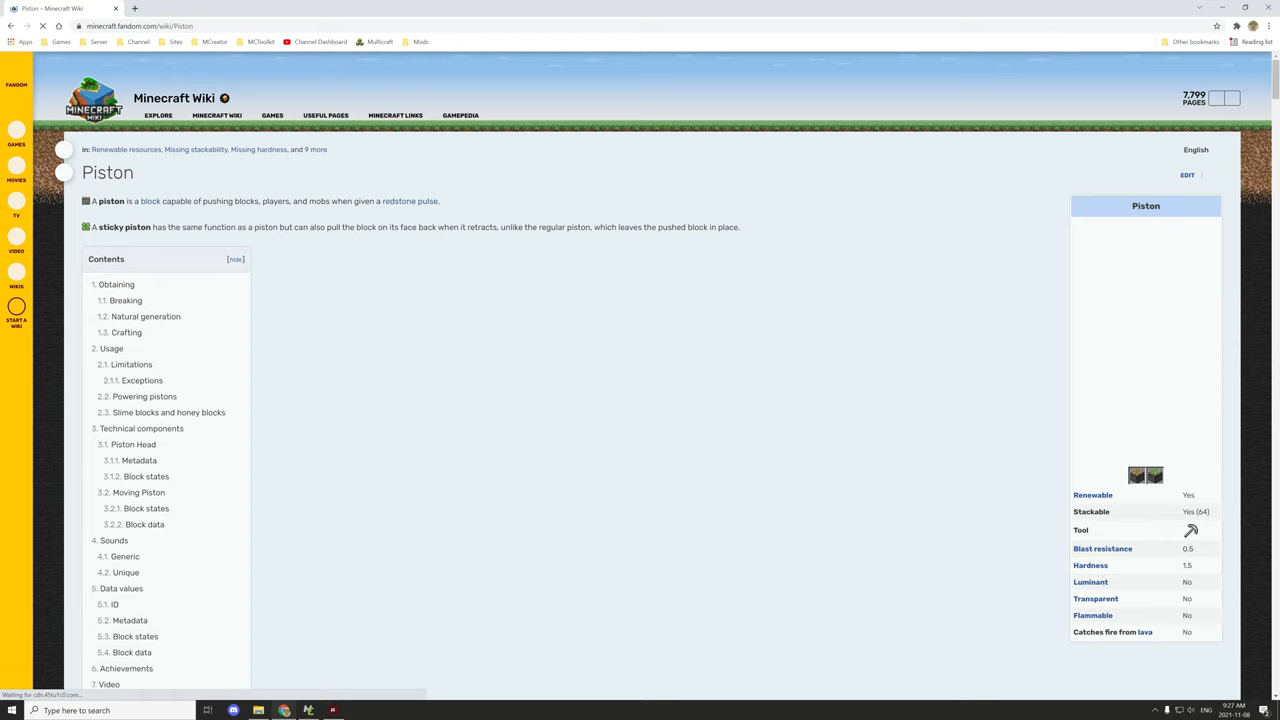 Piston – Minecraft Wiki
minecraft.fandom.com/wiki/Piston
Apps Games Server Channel Sites MCreator MCToolkit Channel Dashboard Multicraft Mods Other bookmarks Reading list
FANDOM
GAMES
MOVIES
TV
VIDEO
WIKIS
START A
WIKI
MINECRAFT
WIKI
Minecraft Wiki
7,799
PAGES
EXPLORE MINECRAFT WIKI GAMES USEFUL PAGES MINECRAFT LINKS GAMEPEDIA
in: Renewable resources, Missing stackability, Missing hardness, and 9 more
English
Piston
EDIT
A piston is a block capable of pushing blocks, players, and mobs when given a redstone pulse.
A sticky piston has the same function as a piston but can also pull the block on its face back when it retracts, unlike the regular piston, which leaves the pushed block in place.
Contents [hide]
1. Obtaining
1.1. Breaking
1.2. Natural generation
1.3. Crafting
2. Usage
2.1. Limitations
2.1.1. Exceptions
2.2. Powering pistons
2.3. Slime blocks and honey blocks
3. Technical components
3.1. Piston Head
3.1.1. Metadata
3.1.2. Block states
3.2. Moving Piston
3.2.1. Block states
3.2.2. Block data
4. Sounds
4.1. Generic
4.2. Unique
5. Data values
5.1. ID
5.2. Metadata
5.3. Block states
5.4. Block data
6. Achievements
7. Video
Piston
Renewable Yes
Stackable Yes (64)
Tool
Blast resistance 0.5
Hardness 1.5
Luminant No
Transparent No
Flammable No
Catches fire from lava No
Waiting for cdn.45tu1c0.com...
Type here to search
ENG
9:27 AM
2021-11-08